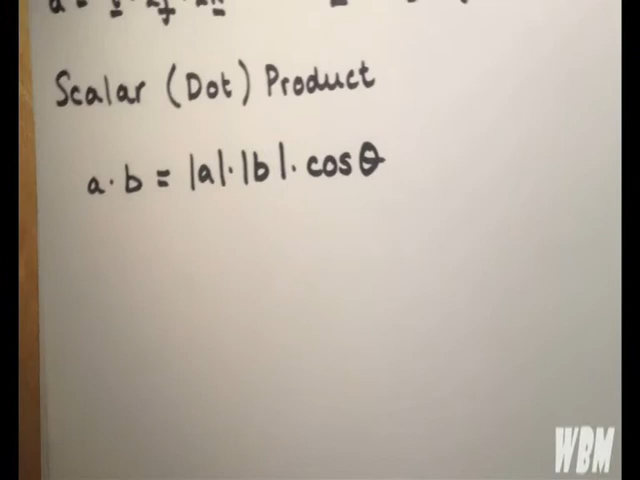 Scalar (Dot) Product
a · b = |a| · |b| · cos θ
WBM